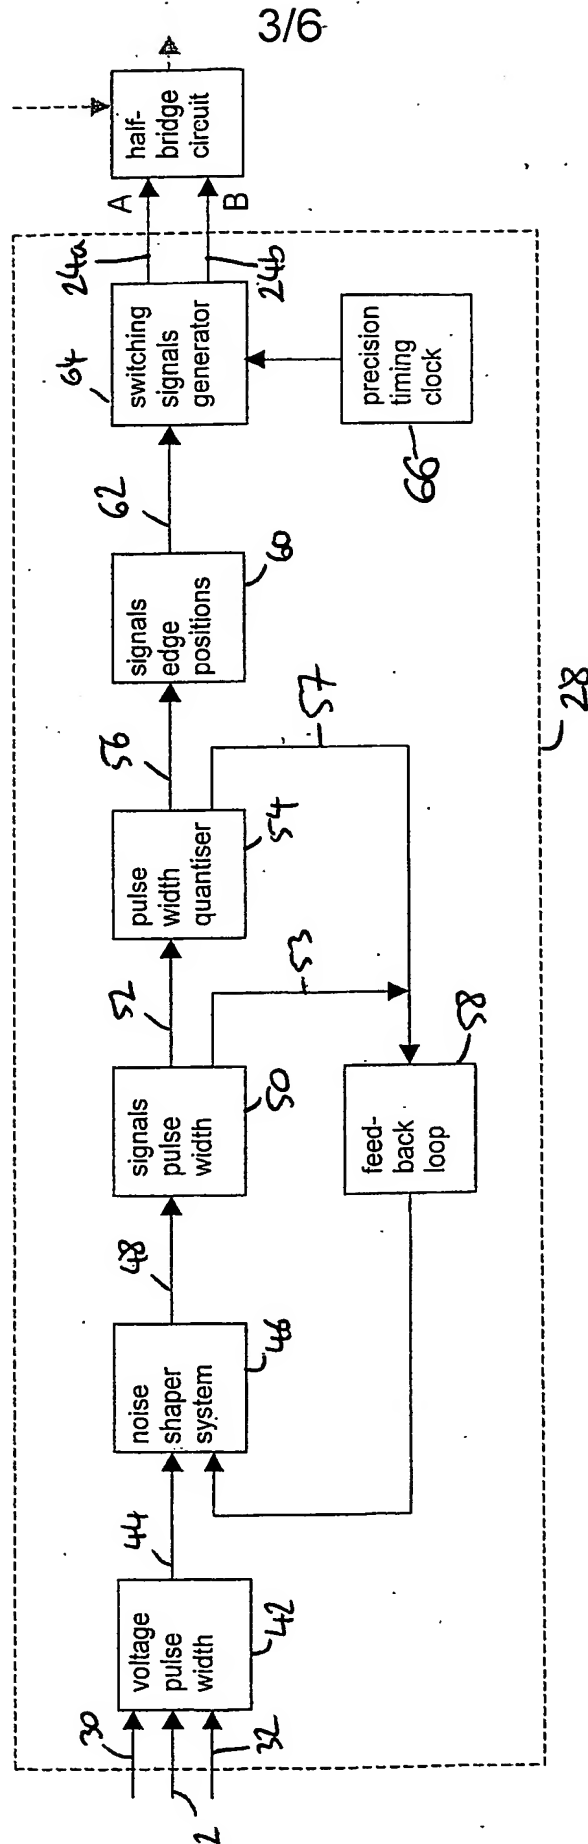 3/6
30
2
32
voltage
pulse
width
42
44
noise
shaper
system
46
48
signals
pulse
width
50
52
53
pulse
width
quantiser
54
56
57
feed-
back
loop
58
signals
edge
positions
60
62
switching
signals
generator
64
precision
timing
clock
66
24a
24b
A
B
half-
bridge
circuit
28